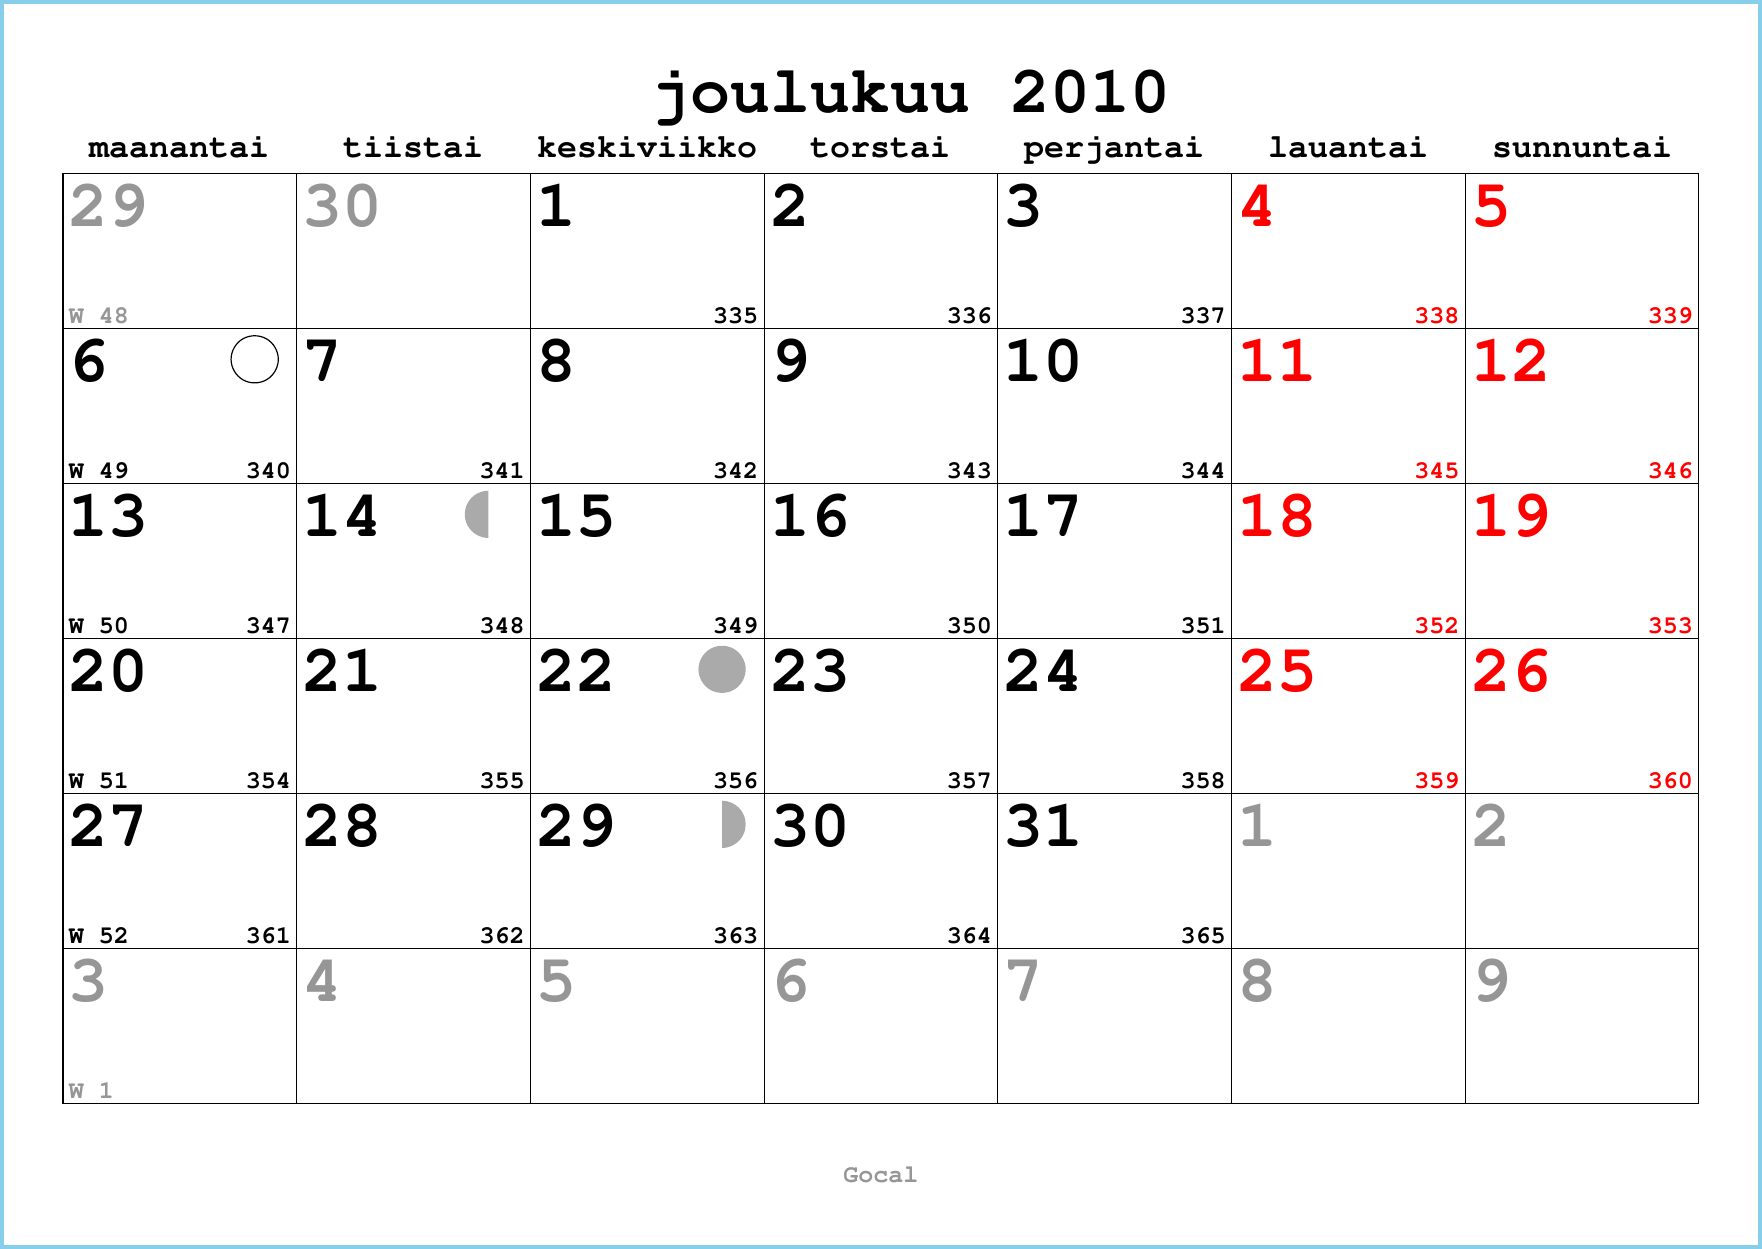 joulukuu 2010
maanantai tiistai keskiviikko torstai perjantai lauantai sunnuntai
29 30 1 2 3 4 5
W 48 335 336 337 338 339
6 7 8 9 10 11 12
W 49 340 341 342 343 344 345 346
13 14 15 16 17 18 19
W 50 347 348 349 350 351 352 353
20 21 22 23 24 25 26
W 51 354 355 356 357 358 359 360
27 28 29 30 31 1 2
W 52 361 362 363 364 365
3 4 5 6 7 8 9
W 1
Gocal